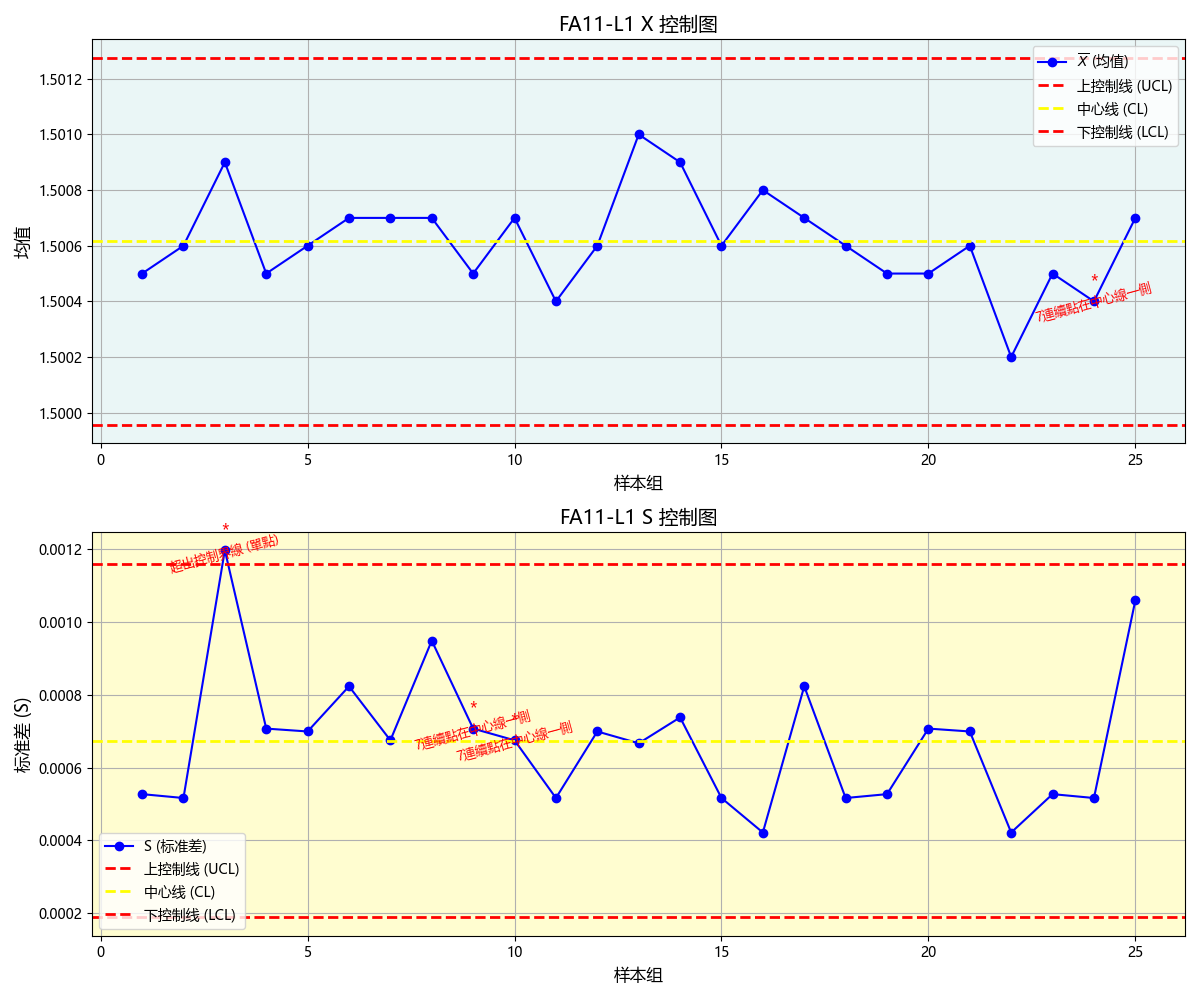 FA11-L1 X 控制图
X (均值)
上控制线 (UCL)
中心线 (CL)
下控制线 (LCL)
均值
1.5012
1.5010
1.5008
1.5006
1.5004
1.5002
1.5000
*
7連續點在中心線一側
0
5
10
15
20
25
样本组
FA11-L1 S 控制图
*
超出控制界線 (單點)
标准差 (S)
0.0012
0.0010
0.0008
0.0006
0.0004
0.0002
*
7連續點在中心線一側
*
7連續點在中心線一側
S (标准差)
上控制线 (UCL)
中心线 (CL)
下控制线 (LCL)
0
5
10
15
20
25
样本组